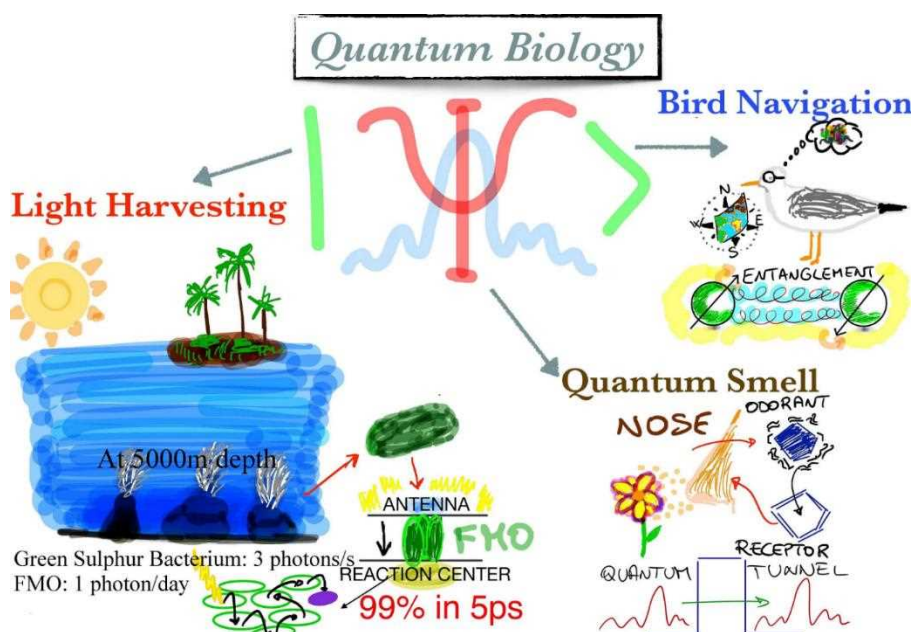 Quantum Biology
Bird Navigation
N
W E
S
ENTANGLEMENT
Light Harvesting
At 5000m depth
Green Sulphur Bacterium: 3 photons/s
FMO: 1 photon/day
ANTENNA
FMO
REACTION CENTER
99% in 5ps
Quantum Smell
NOSE
ODORANT
RECEPTOR
QUANTUM TUNNEL